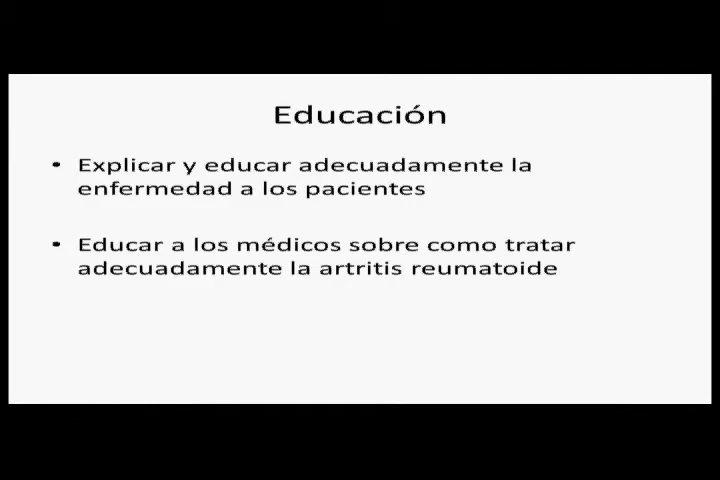 Educación
• Explicar y educar adecuadamente la
enfermedad a los pacientes
• Educar a los médicos sobre como tratar
adecuadamente la artritis reumatoide